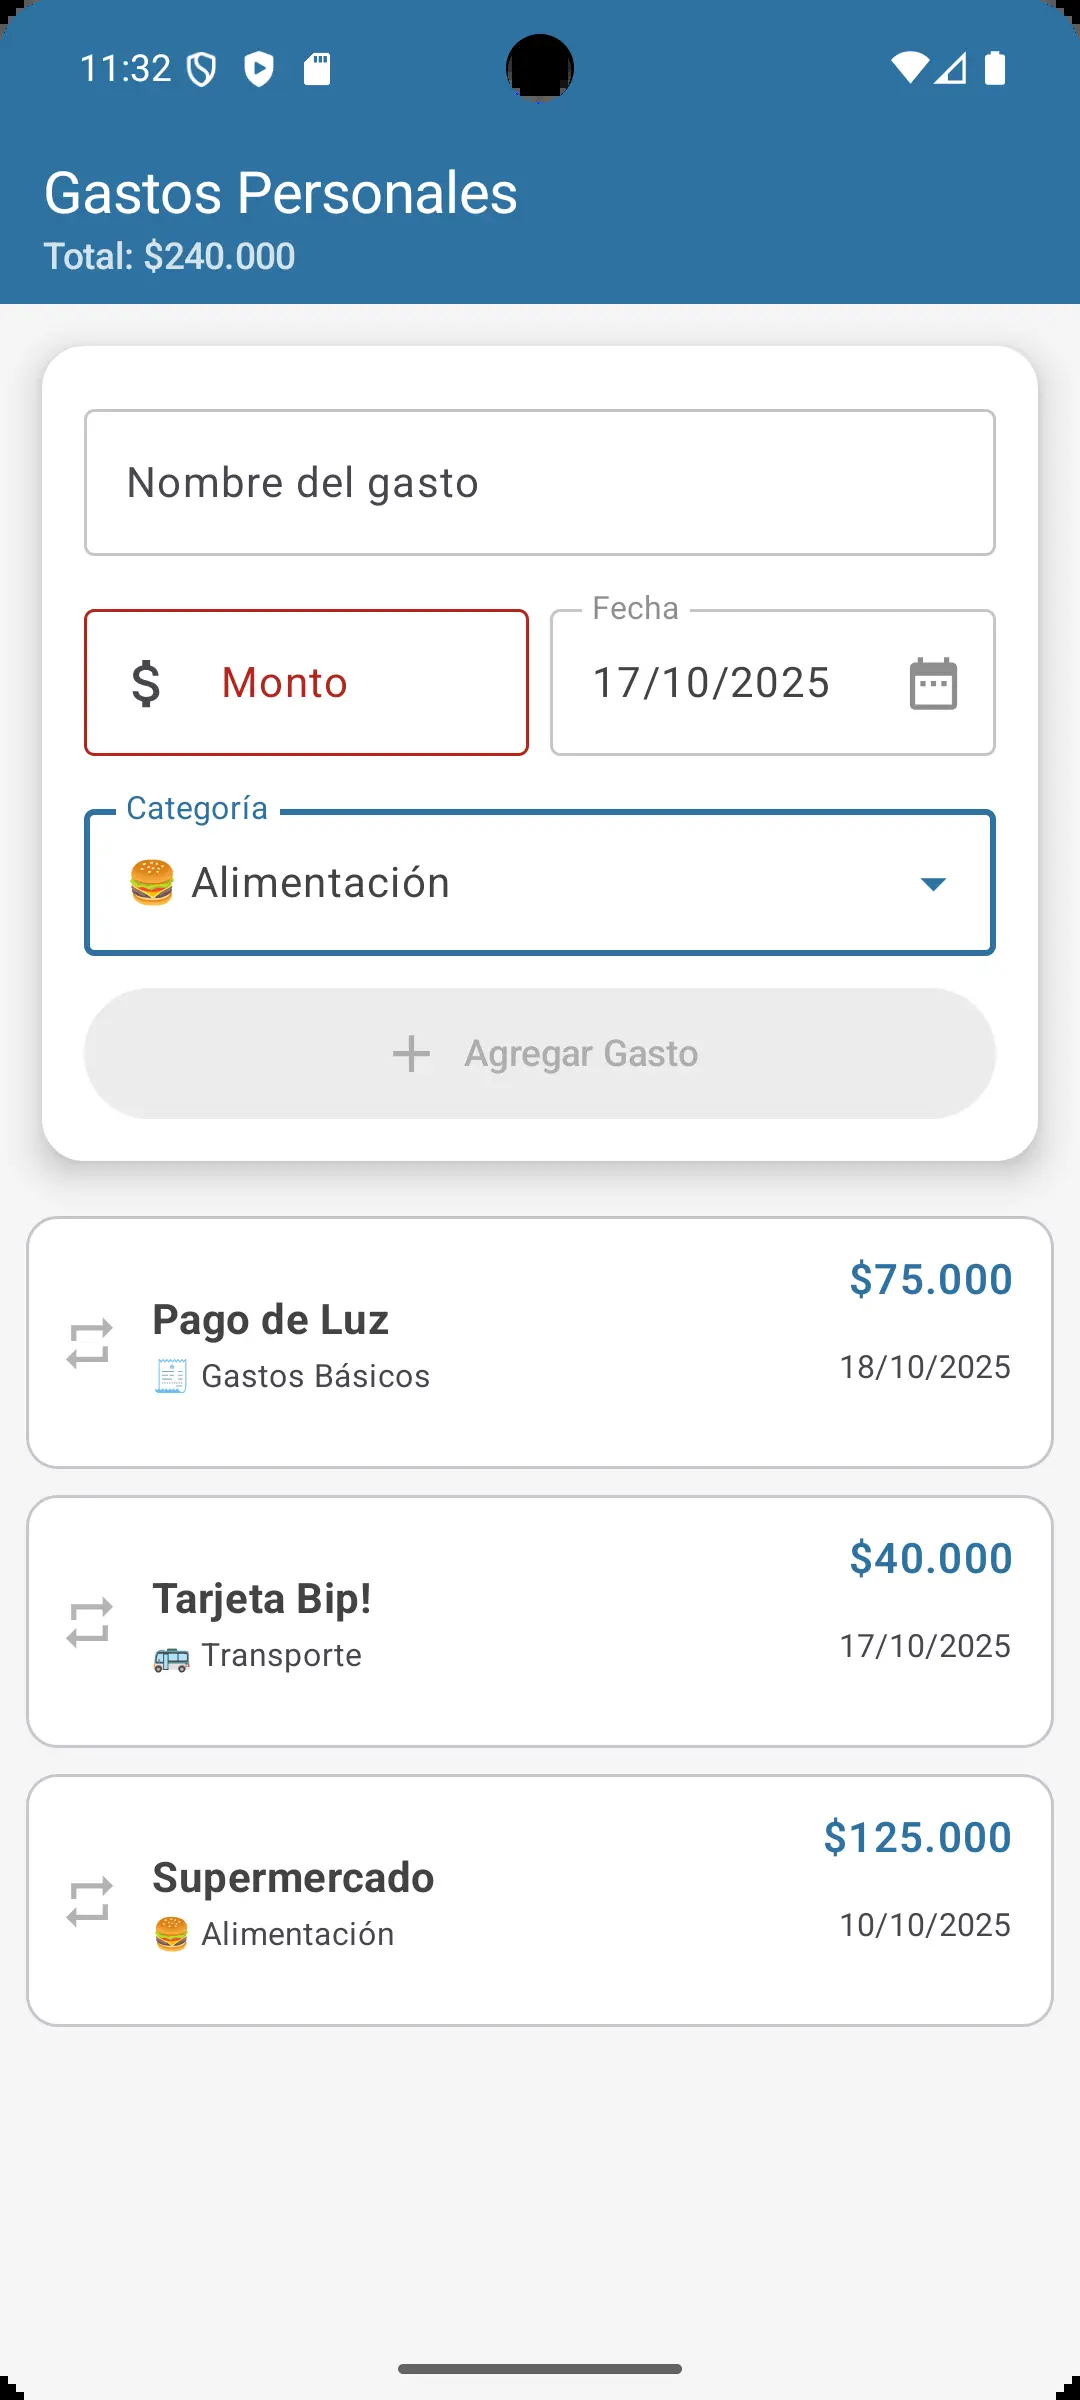 11:32
Gastos Personales
Total: $240.000
Nombre del gasto
$ Monto
Fecha
17/10/2025
Categoría
🍔 Alimentación
+ Agregar Gasto
$75.000
Pago de Luz
18/10/2025
🧾 Gastos Básicos
$40.000
Tarjeta Bip!
17/10/2025
🚌 Transporte
$125.000
Supermercado
10/10/2025
🍔 Alimentación